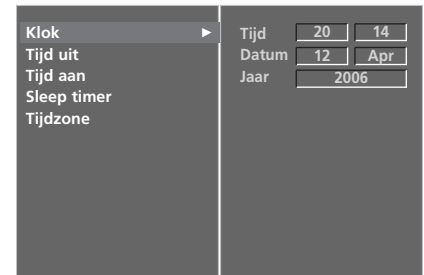 Klok ►
Tijd uit
Tijd aan
Sleep timer
Tijdzone
Tijd 20 14
Datum 12 Apr
Jaar 2006